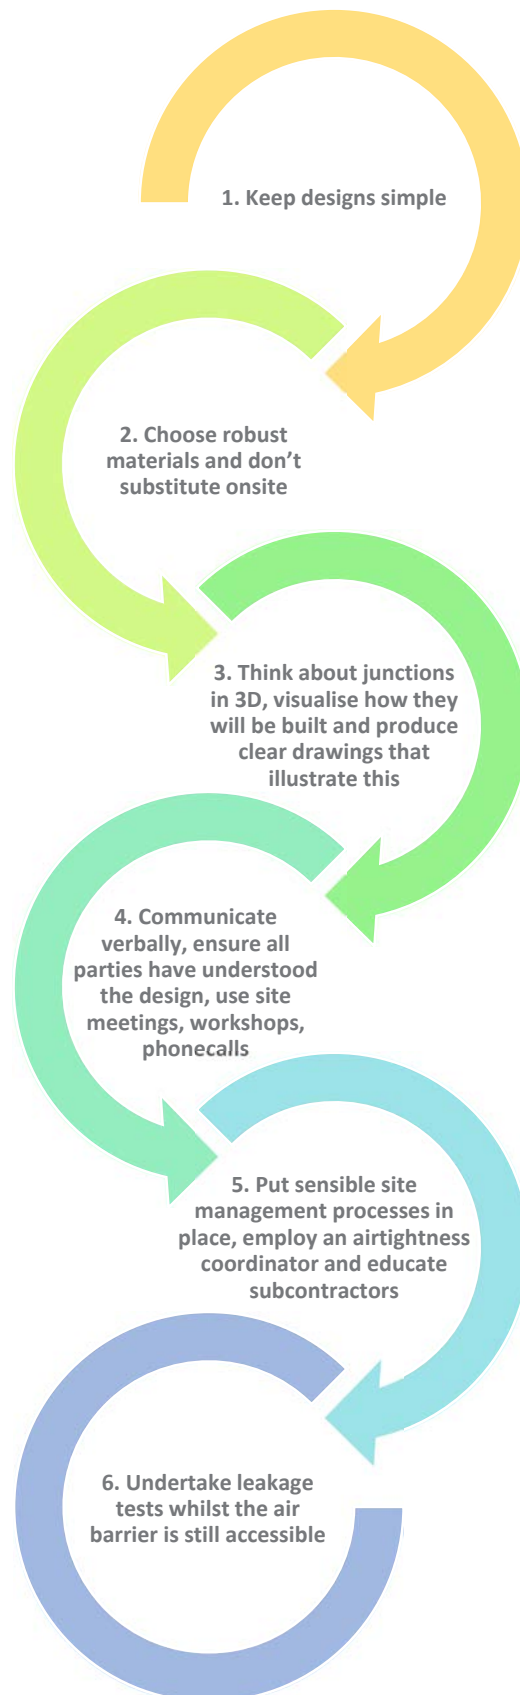 1. Keep designs simple
2. Choose robust
materials and don’t
substitute onsite
3. Think about junctions
in 3D, visualise how they
will be built and produce
clear drawings that
illustrate this
4. Communicate
verbally, ensure all
parties have understood
the design, use site
meetings, workshops,
phonecalls
5. Put sensible site
management processes in
place, employ an airtightness
coordinator and educate
subcontractors
6. Undertake leakage
tests whilst the air
barrier is still accessible